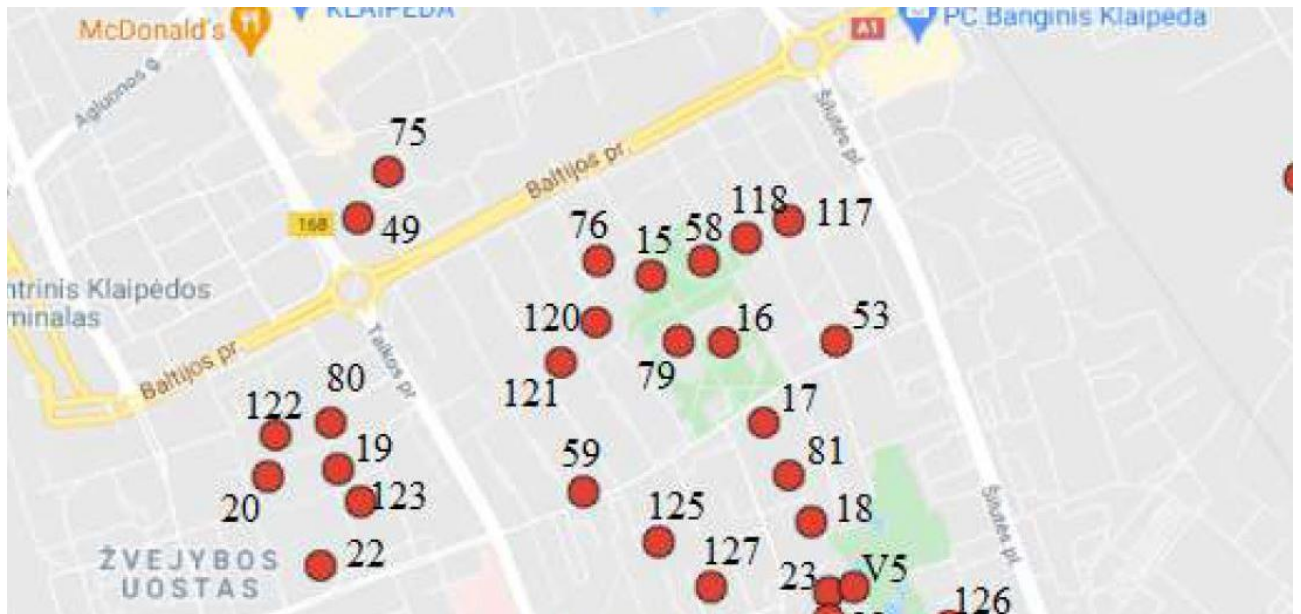 KLAIPĖDA
McDonald's
A1
PC Banginis Klaipėda
Agluonos g.
Šilutės pl.
75
Baltijos pr.
168
49
118
117
76
15
58
ntrinis Klaipėdos
minalas
120
16
53
Taikos pr.
79
121
Baltijos pr.
80
122
17
19
59
81
20
123
125
18
Šilutės pl.
ŽVEJYBOS
UOSTAS
22
127
23
V5
126